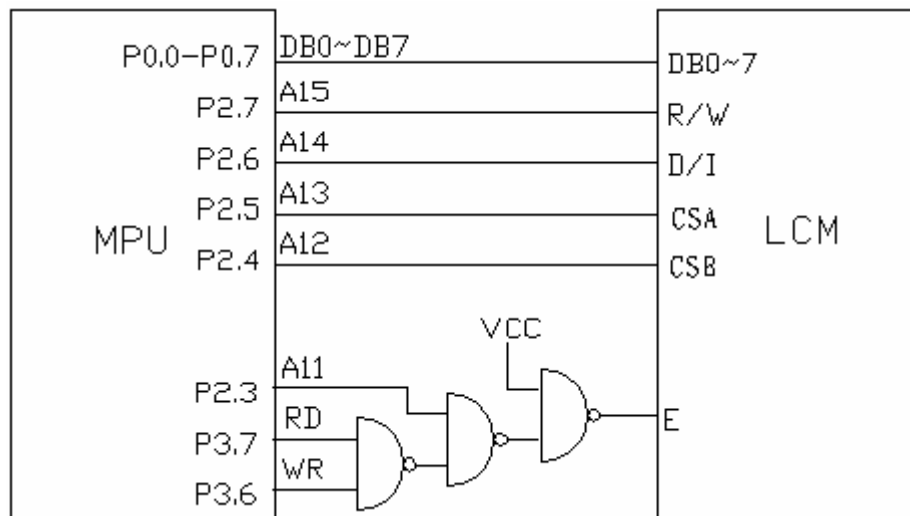 P0.0-P0.7 DB0~DB7 DB0~7
P2.7 A15 R/W
P2.6 A14 D/I
P2.5 A13 CSA
MPU LCM
P2.4 A12 CSB
VCC
P2.3 A11
P3.7 RD E
P3.6 WR